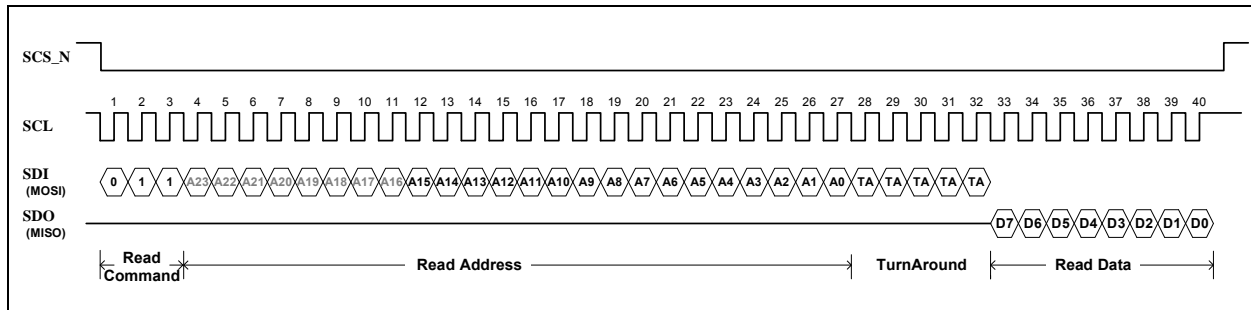 SCS_N
1 2 3 4 5 6 7 8 9 10 11 12 13 14 15 16 17 18 19 20 21 22 23 24 25 26 27 28 29 30 31 32 33 34 35 36 37 38 39 40
SCL
SDI
(MOSI)
0 1 1 A23 A22 A21 A20 A19 A18 A17 A16 A15 A14 A13 A12 A11 A10 A9 A8 A7 A6 A5 A4 A3 A2 A1 A0 TA TA TA TA TA
SDO
(MISO)
D7 D6 D5 D4 D3 D2 D1 D0
Read
Command
Read Address
TurnAround
Read Data